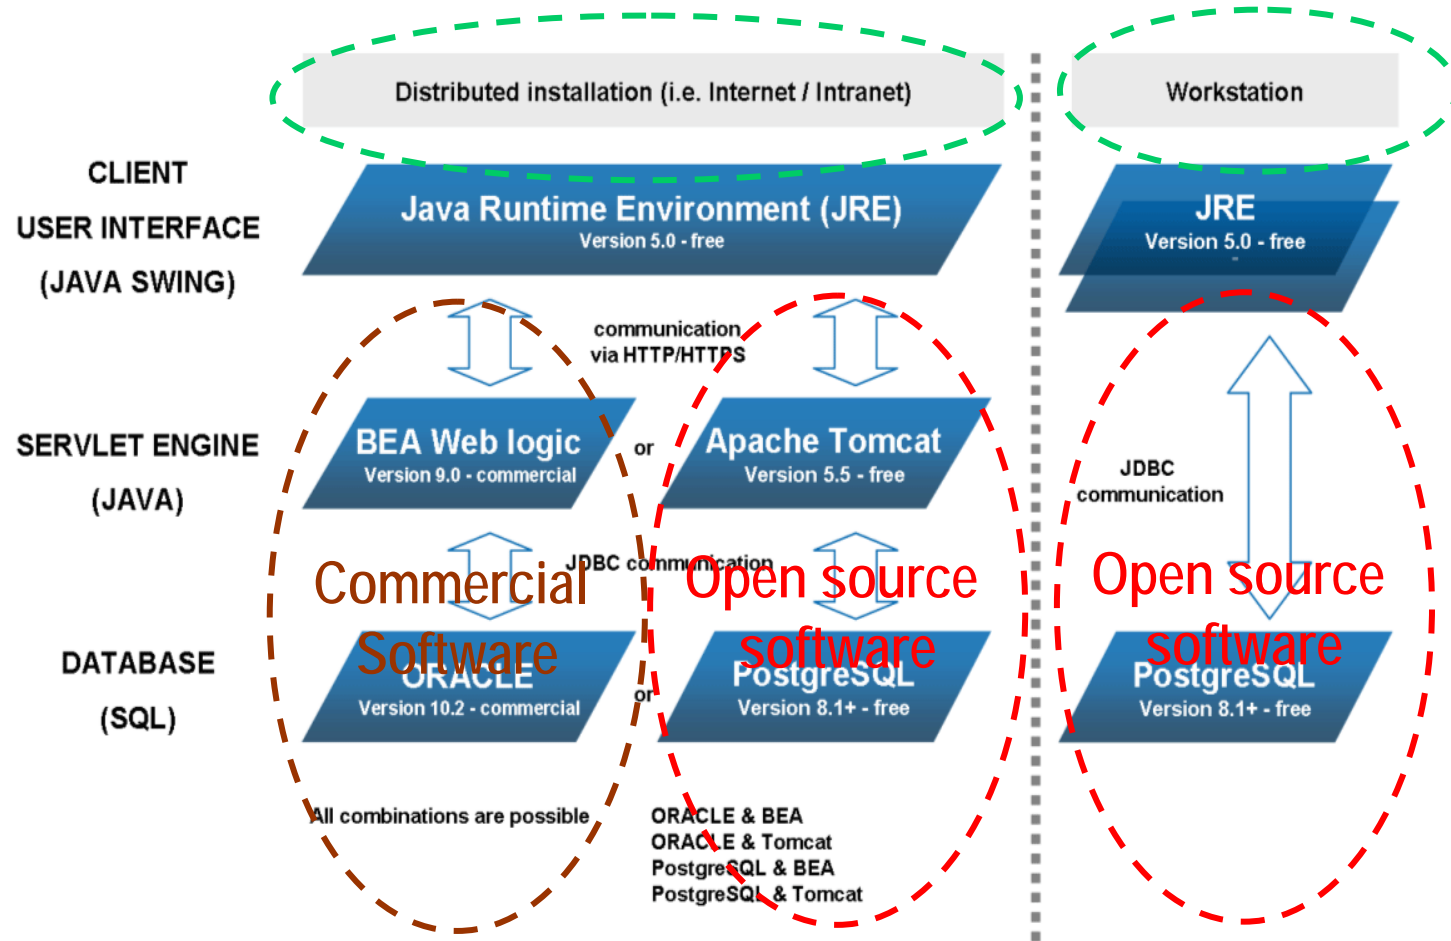 Distributed installation (i.e. Internet / Intranet)
Workstation
CLIENT
USER INTERFACE
(JAVA SWING)
Java Runtime Environment (JRE)
Version 5.0 - free
JRE
Version 5.0 - free
communication
via HTTP/HTTPS
SERVLET ENGINE
(JAVA)
BEA Web logic
Version 9.0 - commercial
or
Apache Tomcat
Version 5.5 - free
JDBC
communication
JDBC communication
Commercial
Software
Open source
software
Open source
software
DATABASE
(SQL)
ORACLE
Version 10.2 - commercial
or
PostgreSQL
Version 8.1+ - free
PostgreSQL
Version 8.1+ - free
All combinations are possible
ORACLE & BEA
ORACLE & Tomcat
PostgreSQL & BEA
PostgreSQL & Tomcat